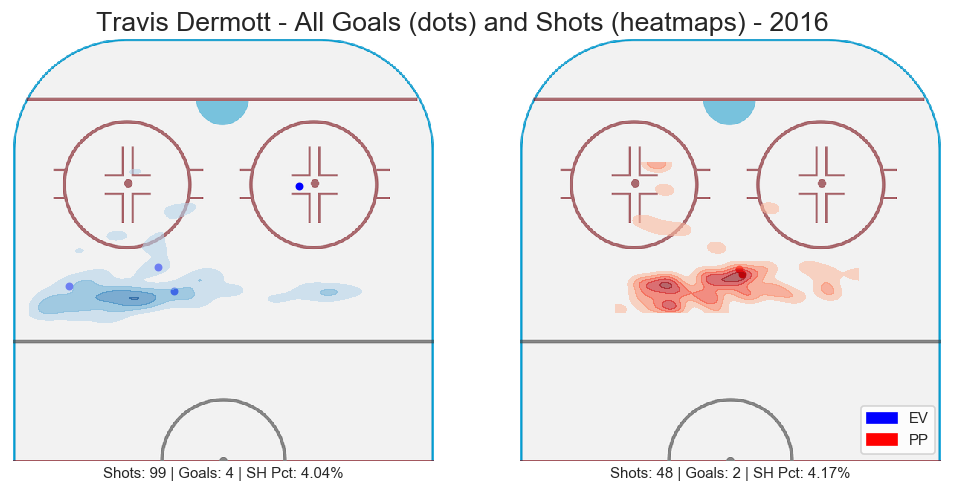 Travis Dermott - All Goals (dots) and Shots (heatmaps) - 2016
EV
PP
Shots: 99 | Goals: 4 | SH Pct: 4.04%
Shots: 48 | Goals: 2 | SH Pct: 4.17%